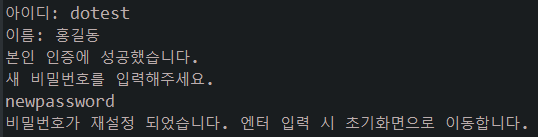 아이디: dotest
이름: 홍길동
본인 인증에 성공했습니다.
새 비밀번호를 입력해주세요.
newpassword
비밀번호가 재설정 되었습니다. 엔터 입력 시 초기화면으로 이동합니다.